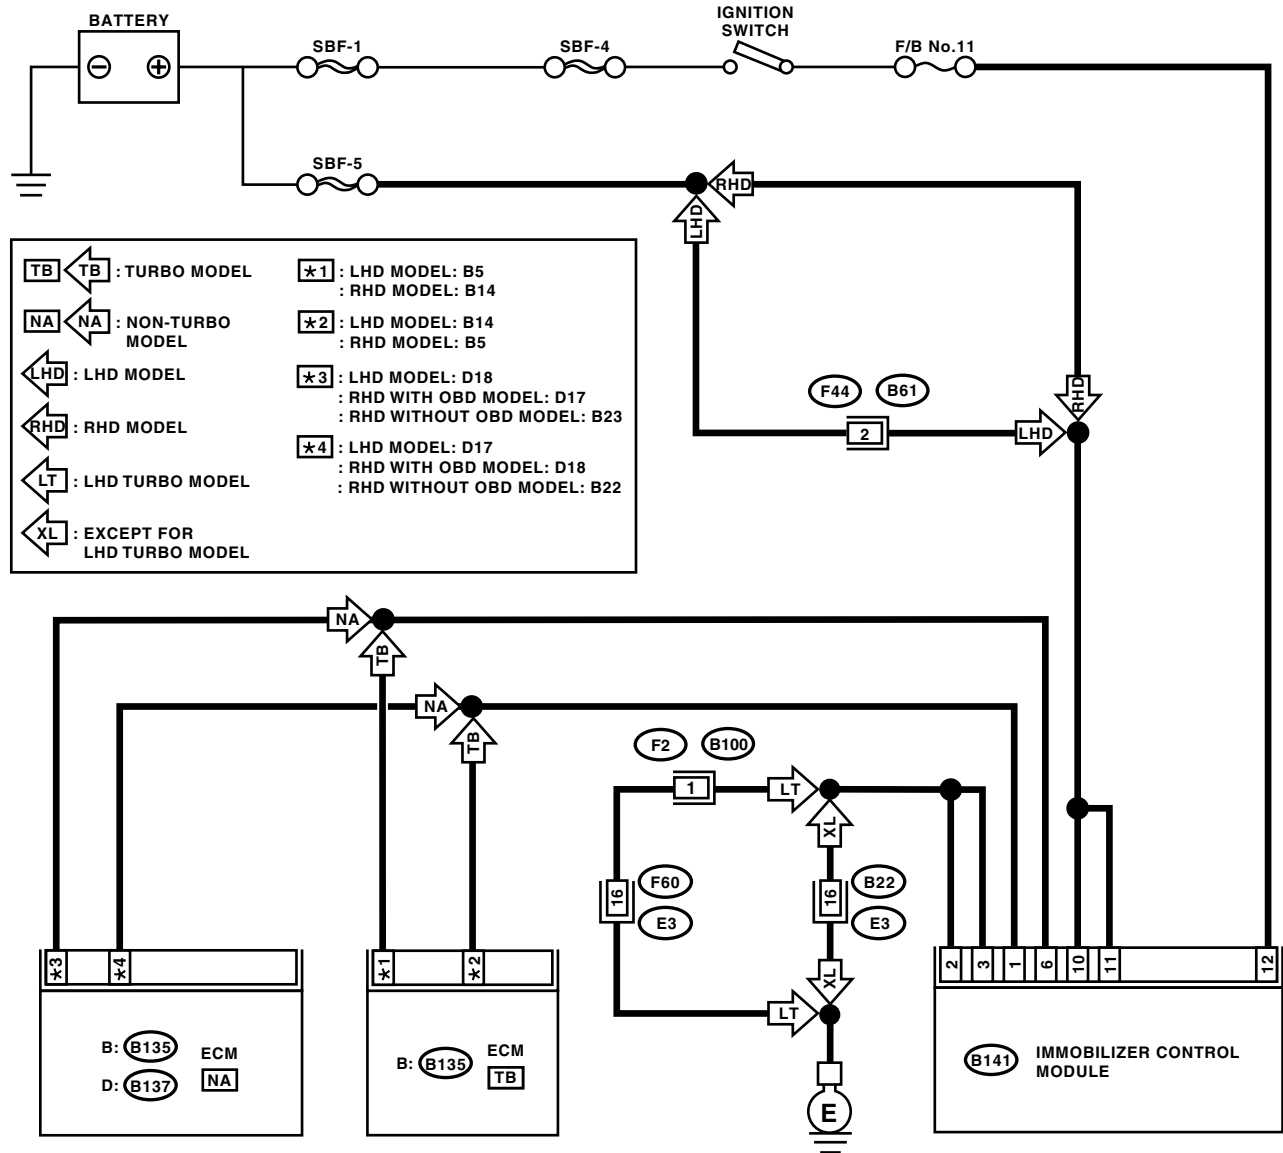 BATTERY
IGNITION
SWITCH
SBF-1
SBF-4
F/B No.11
SBF-5
RHD
LHD
TB TB : TURBO MODEL
NA NA : NON-TURBO
MODEL
LHD : LHD MODEL
RHD : RHD MODEL
LT : LHD TURBO MODEL
XL : EXCEPT FOR
LHD TURBO MODEL
*1 : LHD MODEL: B5
: RHD MODEL: B14
*2 : LHD MODEL: B14
: RHD MODEL: B5
*3 : LHD MODEL: D18
: RHD WITH OBD MODEL: D17
: RHD WITHOUT OBD MODEL: B23
*4 : LHD MODEL: D17
: RHD WITH OBD MODEL: D18
: RHD WITHOUT OBD MODEL: B22
RHD
F44 B61
2
LHD
NA
TB
NA
TB
F2 B100
1
LT
XL
16
F60
E3
16
B22
E3
XL
LT
E
*3 *4
B: B135
D: B137
ECM
NA
*1 *2
B: B135
ECM
TB
2 3 1 6 10 11 12
B141
IMMOBILIZER CONTROL
MODULE